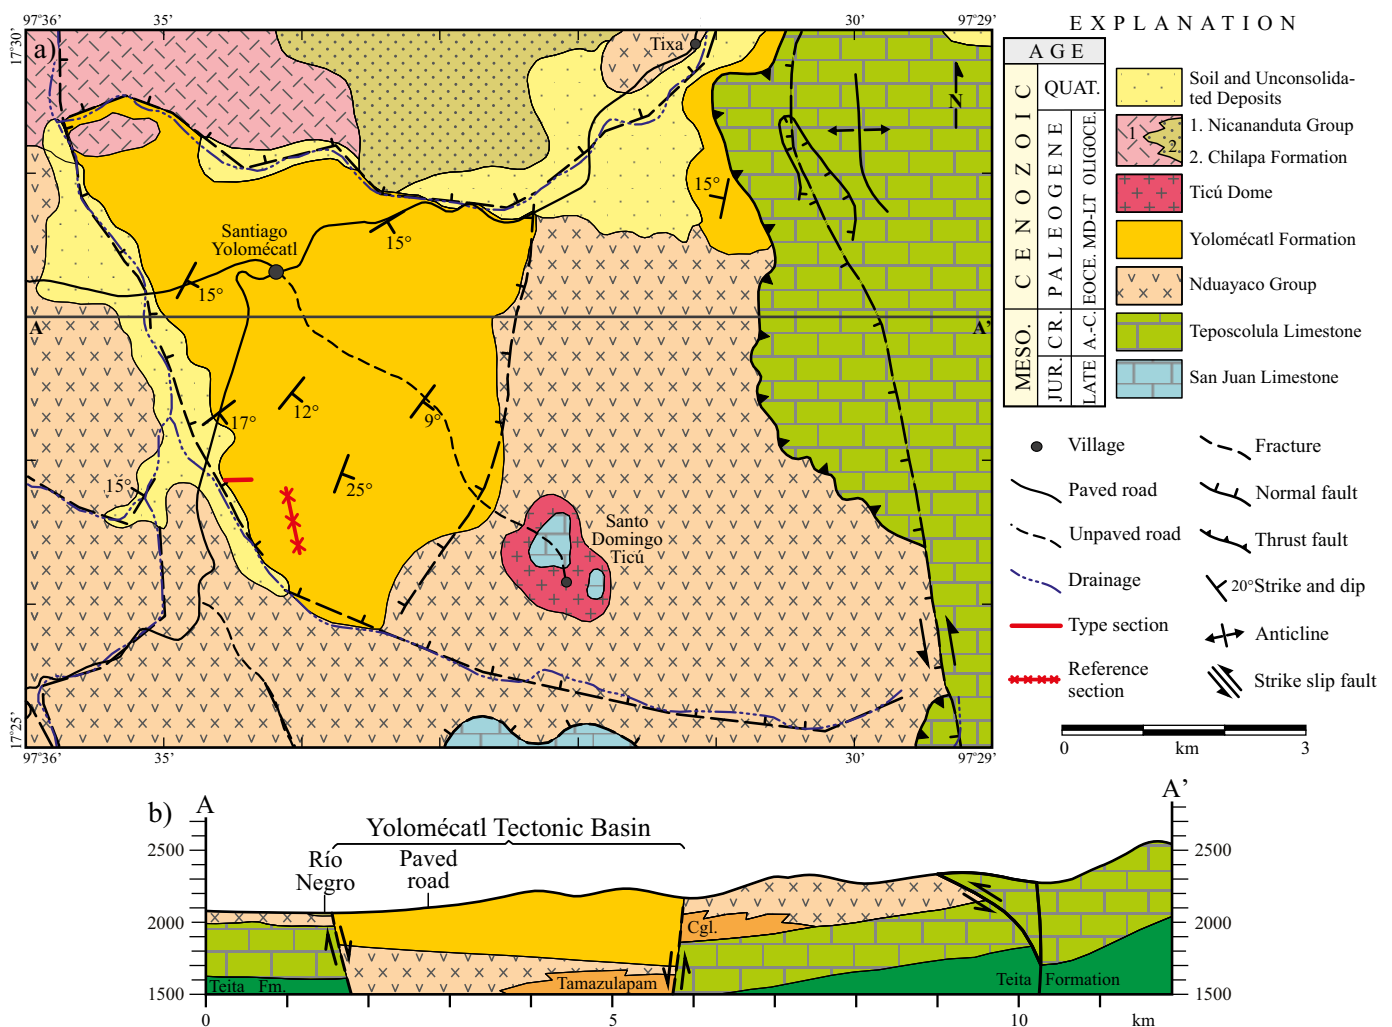 97°36’
35’
30’
97°29’
17°30’
a)
Tixa
N
15°
Santiago
Yolomécatl
15°
15°
A
A’
12°
9°
17°
25°
15°
Santo
Domingo
Ticú
17°25’
97°36’
35’
30’
97°29’
EXPLANATION
AGE
CENOZOIC
MESO.
QUAT.
PALEOGENE
CR.
JUR.
OLIGOCE.
MD-LT
EOCE.
A.-C.
LATE
Soil and Unconsolida-
ted Deposits
1
2
1. Nicananduta Group
2. Chilapa Formation
Ticú Dome
Yolomécatl Formation
Nduayaco Group
Teposcolula Limestone
San Juan Limestone
Village
Paved road
Unpaved road
Drainage
Type section
Reference
section
Fracture
Normal fault
Thrust fault
20° Strike and dip
Anticline
Strike slip fault
0
3
km
b)
A
A’
Yolomécatl Tectonic Basin
Río
Negro
Paved
road
2500
2000
1500
2500
2000
1500
Cgl.
Tamazulapam
Teita Fm.
Teita Formation
0
5
10
km